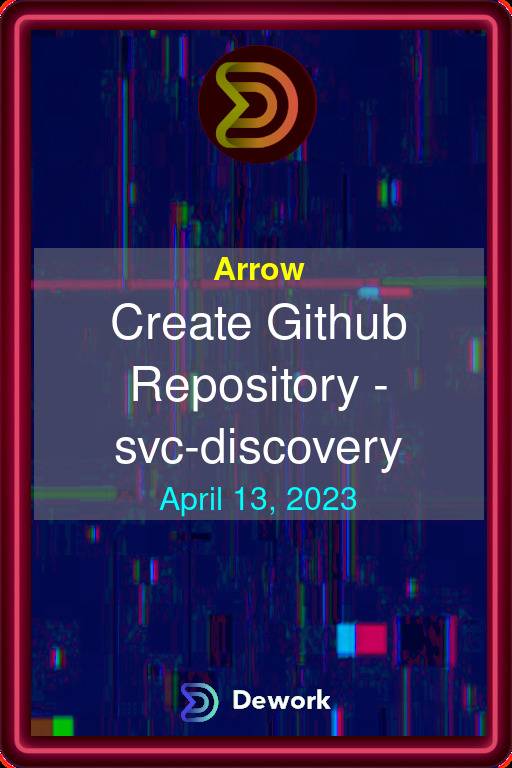 Arrow
Create Github
Repository -
svc-discovery
April 13, 2023
Dework